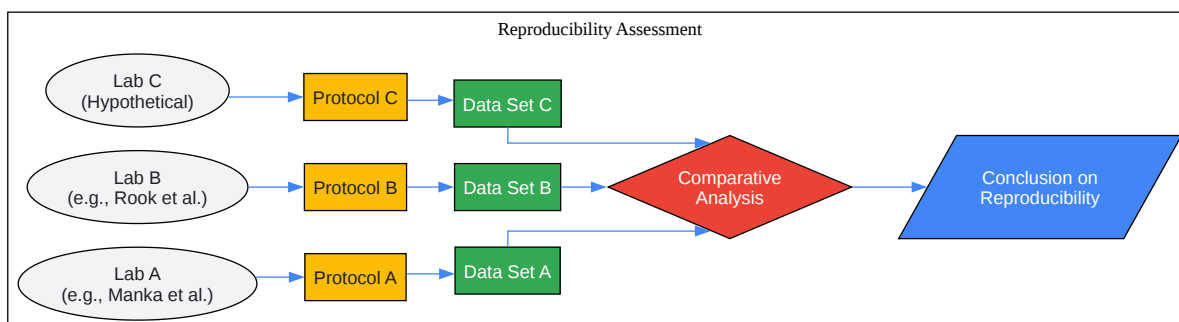 Reproducibility Assessment
Lab C
(Hypothetical)
Protocol C
Data Set C
Lab B
(e.g., Rook et al.)
Protocol B
Data Set B
Comparative
Analysis
Conclusion on
Reproducibility
Lab A
(e.g., Manka et al.)
Protocol A
Data Set A